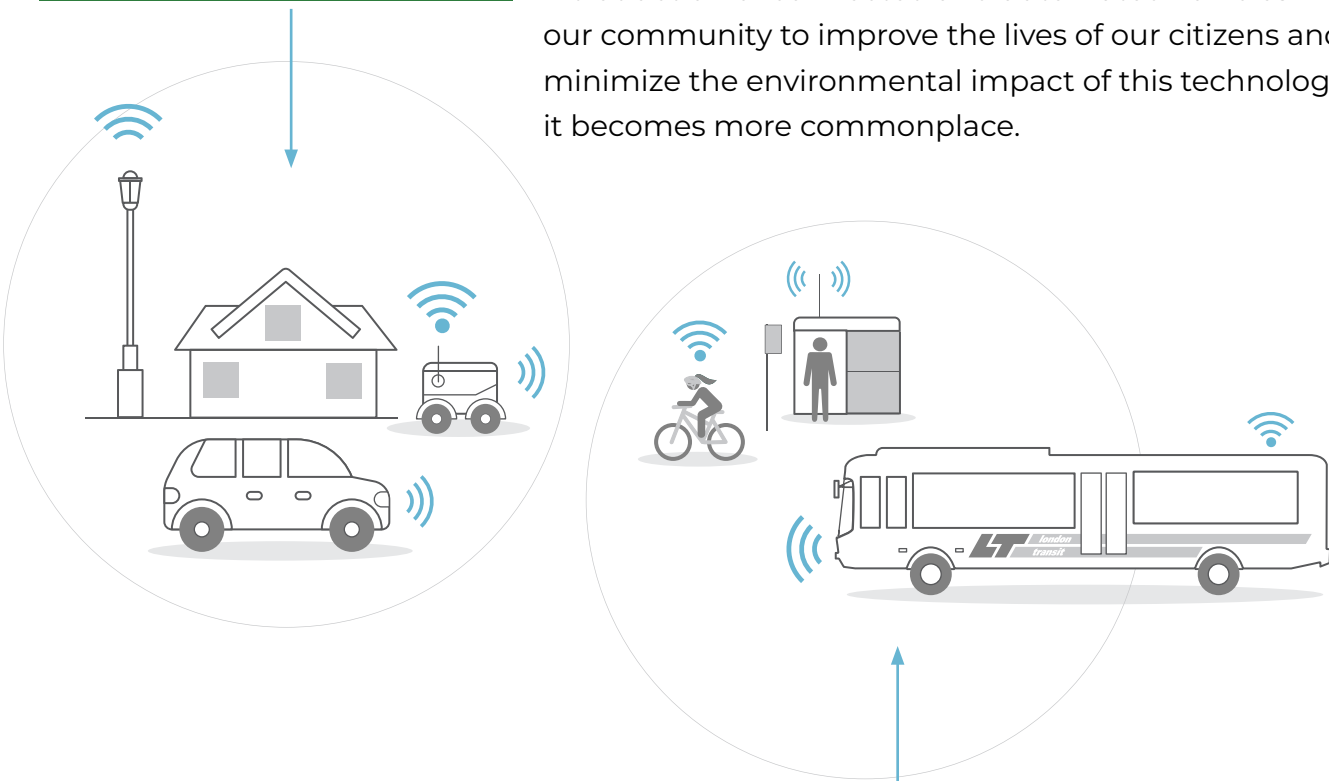 our community to improve the lives of our citizens and
minimize the environmental impact of this technolog
it becomes more commonplace.
LT london
transit